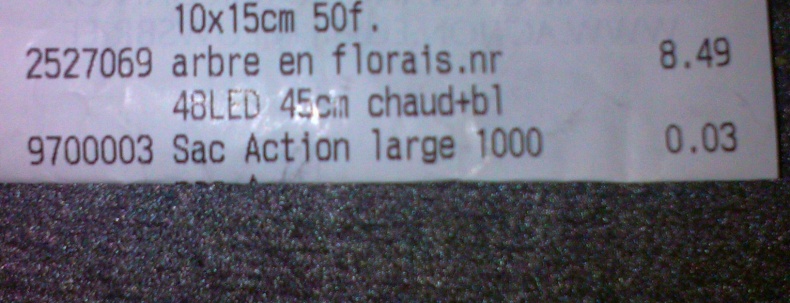 10x15cm 50f.
2527069 arbre en florais.nr 8.49
48LED 45cm chaud+bl
9700003 Sac Action large 1000 0.03